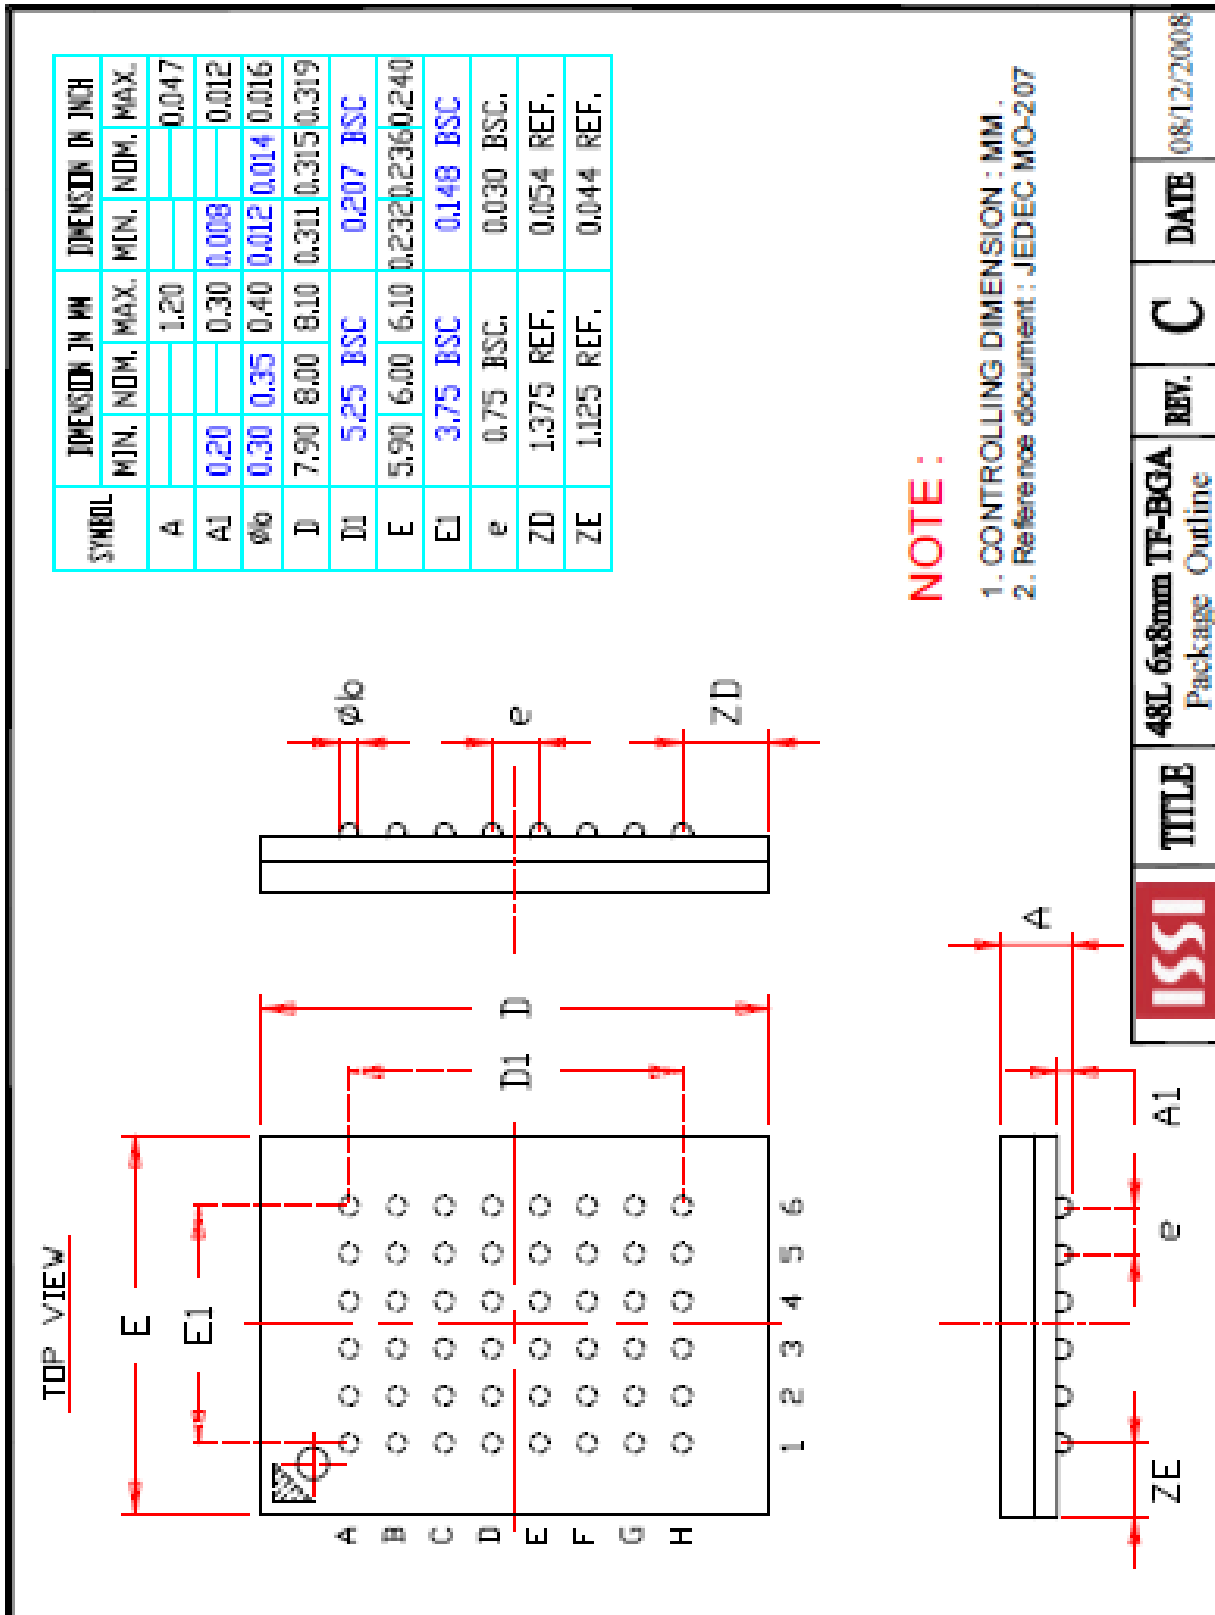 TOP VIEW
E
E1
D
D1
A
B
C
D
E
F
G
H
1 2 3 4 5 6
Øb
e
ZD
A
A1
e
ZE
SYMBOL DIMENSION IN MM DIMENSION IN INCH
MIN. NOM. MAX. MIN. NOM. MAX.
A 1.20 0.047
A1 0.20 0.30 0.008 0.012
Øb 0.30 0.35 0.40 0.012 0.014 0.016
D 7.90 8.00 8.10 0.311 0.315 0.319
D1 5.25 BSC 0.207 BSC
E 5.90 6.00 6.10 0.232 0.236 0.240
E1 3.75 BSC 0.148 BSC
e 0.75 BSC. 0.030 BSC.
ZD 1.375 REF. 0.054 REF.
ZE 1.125 REF. 0.044 REF.
NOTE :
1. CONTROLLING DIMENSION : MM .
2. Reference document : JEDEC MO-207
ISSI
TITLE
48L 6x8mm TF-BGA
Package Outline
REV.
C
DATE
08/12/2008